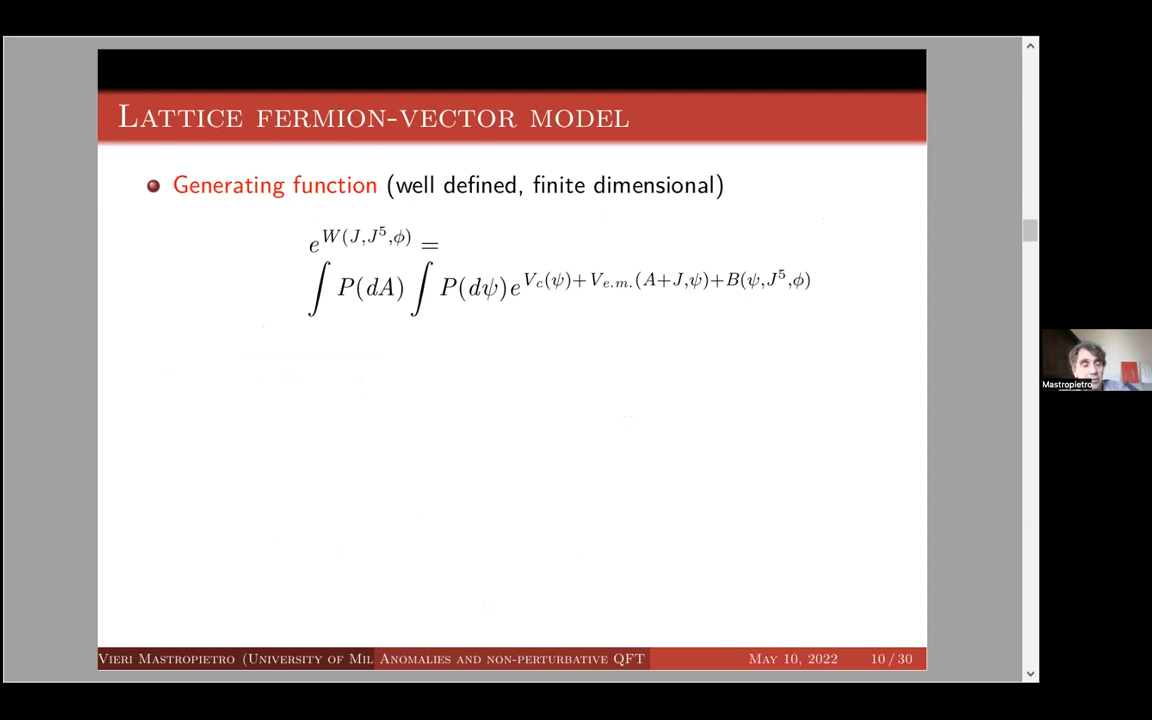 Lattice fermion-vector model
Generating function (well defined, finite dimensional)
e^{W(J,J^5,ϕ)} =
∫ P(dA) ∫ P(dψ)e^{V_c(ψ)+V_{e.m.}(A+J,ψ)+B(ψ,J^5,ϕ)}
Mastropietro
Vieri Mastropietro (University of Mil Anomalies and non-perturbative QFT May 10, 2022 10 / 30